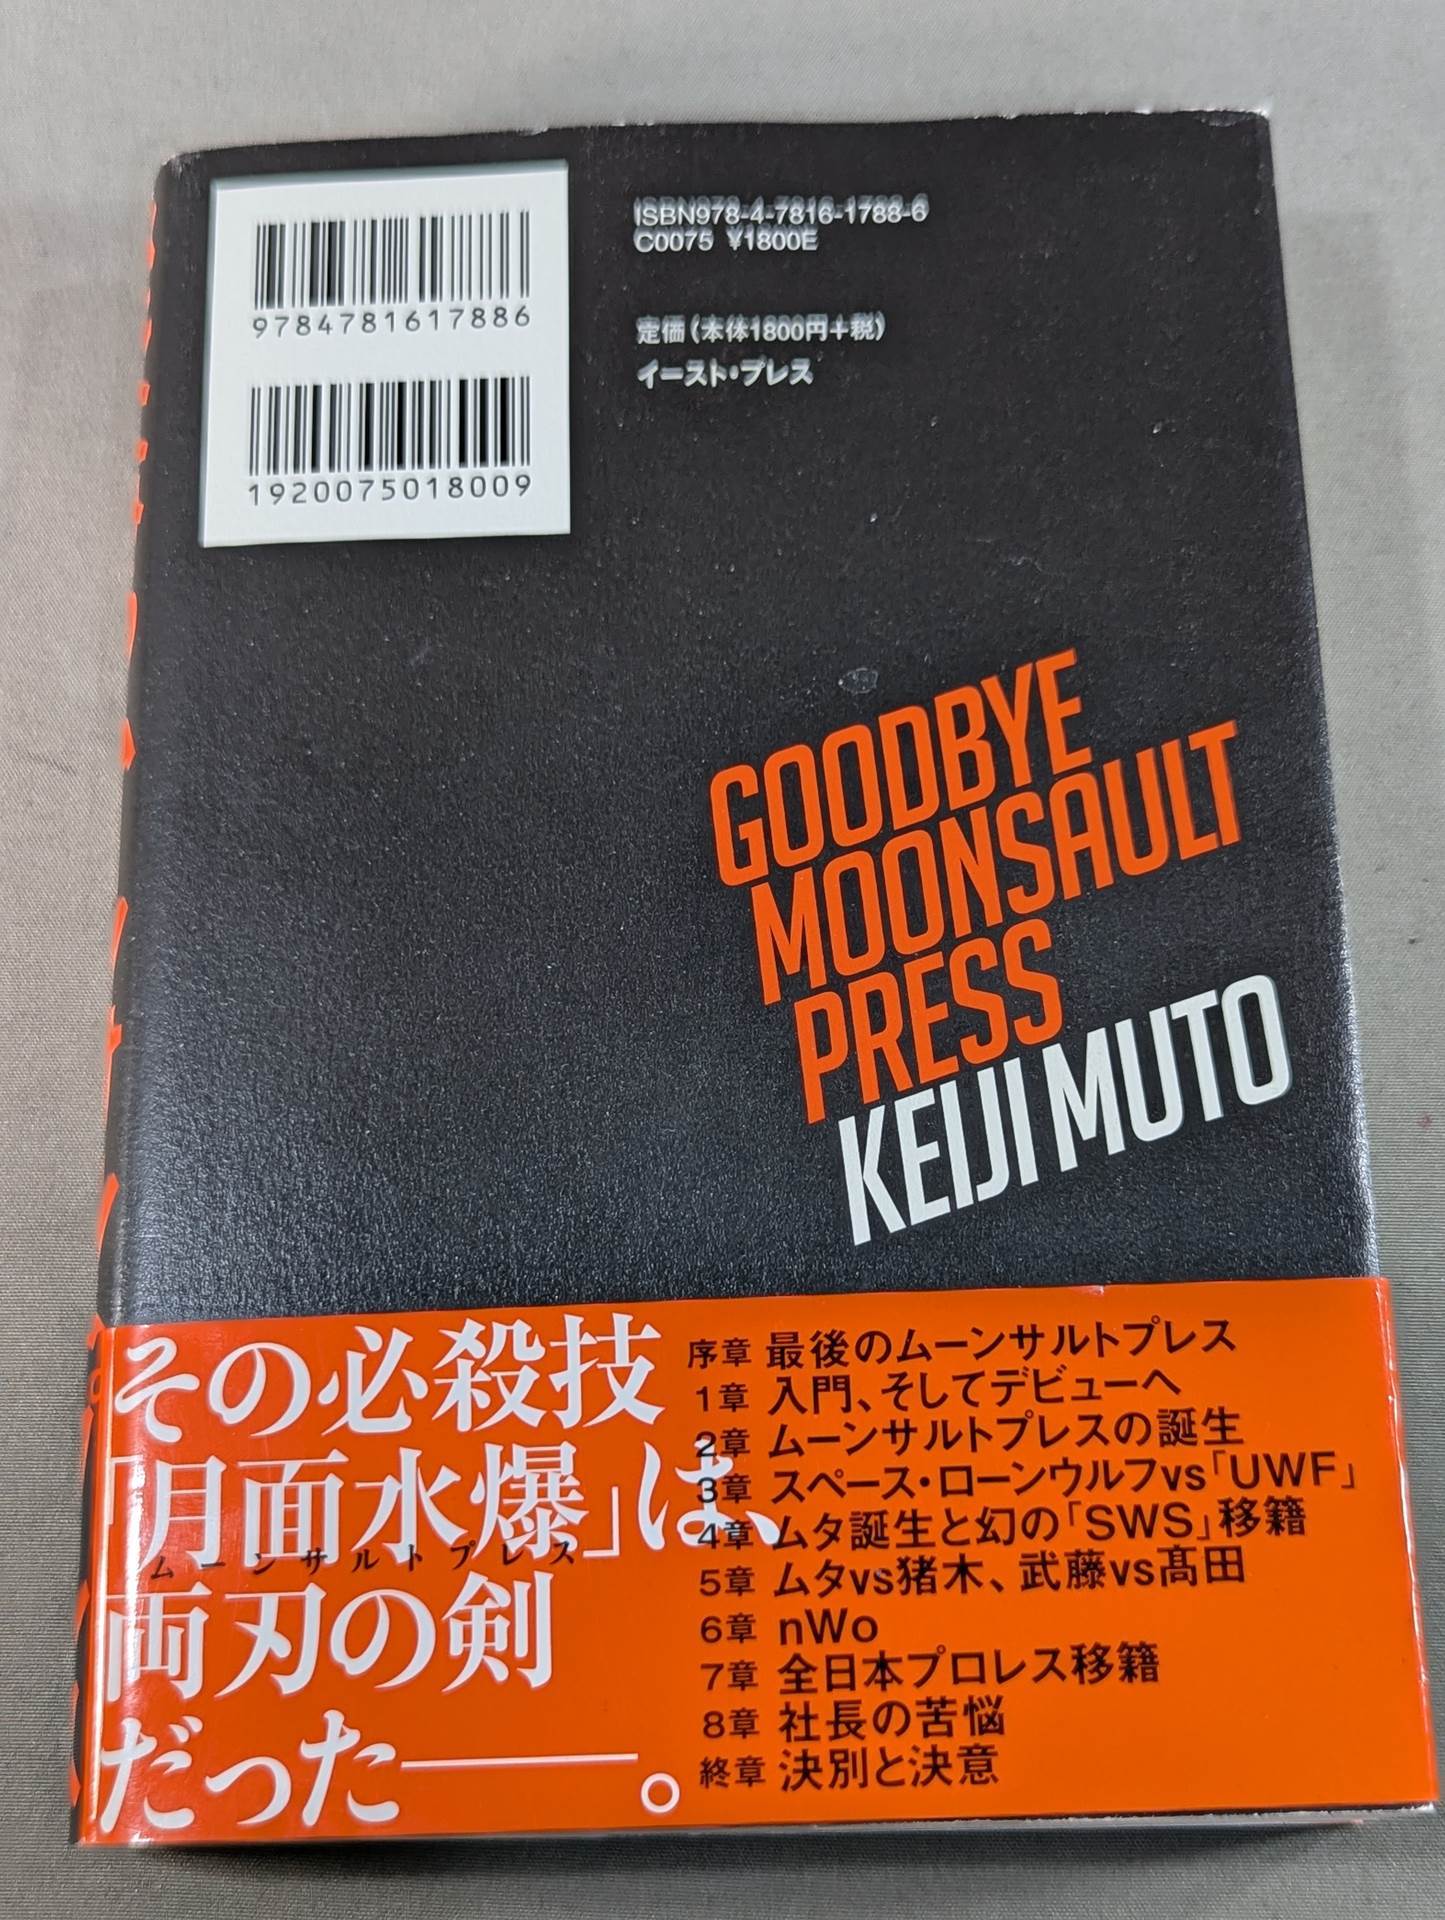 9784781617886
1920075018009
ISBN978-4-7816-1788-6
C0075 ¥1800E
定価(本体1800円+税)
イースト・プレス
GOODBYE
MOONSAULT
PRESS
KEIJI MUTO
その必殺技
「月面水爆」は、
ムーンサルトプレス
両刃の剣
だった――。
序章 最後のムーンサルトプレス
1章 入門、そしてデビューへ
2章 ムーンサルトプレスの誕生
3章 スペース・ローンウルフvs「UWF」
4章 ムタ誕生と幻の「SWS」移籍
5章 ムタvs猪木、武藤vs髙田
6章 nWo
7章 全日本プロレス移籍
8章 社長の苦悩
終章 決別と決意